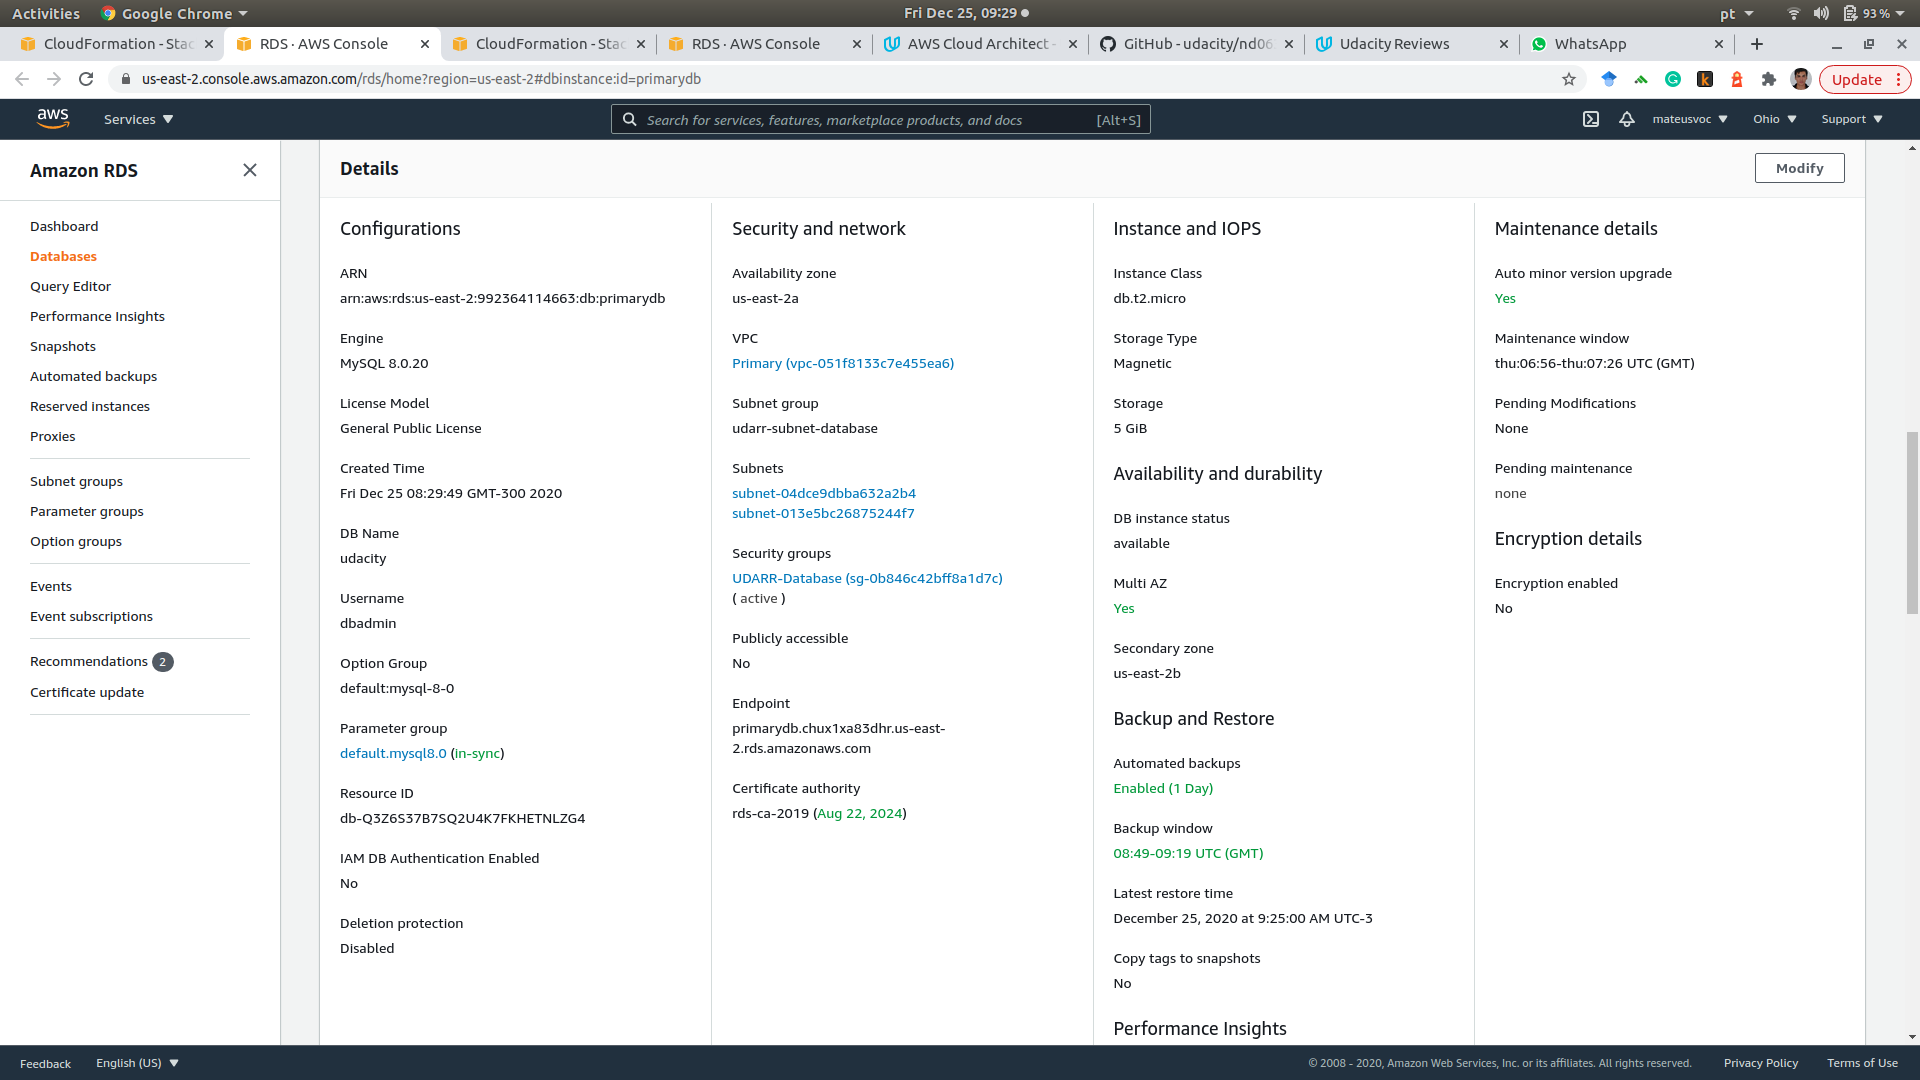 Activities
Google Chrome
Fri Dec 25, 09:29
pt
93 %
CloudFormation - Stac
RDS · AWS Console
CloudFormation - Stac
RDS · AWS Console
AWS Cloud Architect -
GitHub - udacity/nd06
Udacity Reviews
WhatsApp
us-east-2.console.aws.amazon.com/rds/home?region=us-east-2#dbinstance:id=primarydb
Update
aws
Services
Search for services, features, marketplace products, and docs
[Alt+S]
mateusvoc
Ohio
Support
Amazon RDS
Dashboard
Databases
Query Editor
Performance Insights
Snapshots
Automated backups
Reserved instances
Proxies
Subnet groups
Parameter groups
Option groups
Events
Event subscriptions
Recommendations 2
Certificate update
Details
Modify
Configurations
ARN
arn:aws:rds:us-east-2:992364114663:db:primarydb
Engine
MySQL 8.0.20
License Model
General Public License
Created Time
Fri Dec 25 08:29:49 GMT-300 2020
DB Name
udacity
Username
dbadmin
Option Group
default:mysql-8-0
Parameter group
default.mysql8.0 (in-sync)
Resource ID
db-Q3Z6S37B7SQ2U4K7FKHETNLZG4
IAM DB Authentication Enabled
No
Deletion protection
Disabled
Security and network
Availability zone
us-east-2a
VPC
Primary (vpc-051f8133c7e455ea6)
Subnet group
udarr-subnet-database
Subnets
subnet-04dce9dbba632a2b4
subnet-013e5bc26875244f7
Security groups
UDARR-Database (sg-0b846c42bff8a1d7c)
( active )
Publicly accessible
No
Endpoint
primarydb.chux1xa83dhr.us-east-
2.rds.amazonaws.com
Certificate authority
rds-ca-2019 (Aug 22, 2024)
Instance and IOPS
Instance Class
db.t2.micro
Storage Type
Magnetic
Storage
5 GiB
Availability and durability
DB instance status
available
Multi AZ
Yes
Secondary zone
us-east-2b
Backup and Restore
Automated backups
Enabled (1 Day)
Backup window
08:49-09:19 UTC (GMT)
Latest restore time
December 25, 2020 at 9:25:00 AM UTC-3
Copy tags to snapshots
No
Performance Insights
Maintenance details
Auto minor version upgrade
Yes
Maintenance window
thu:06:56-thu:07:26 UTC (GMT)
Pending Modifications
None
Pending maintenance
none
Encryption details
Encryption enabled
No
Feedback
English (US)
© 2008 - 2020, Amazon Web Services, Inc. or its affiliates. All rights reserved.
Privacy Policy
Terms of Use